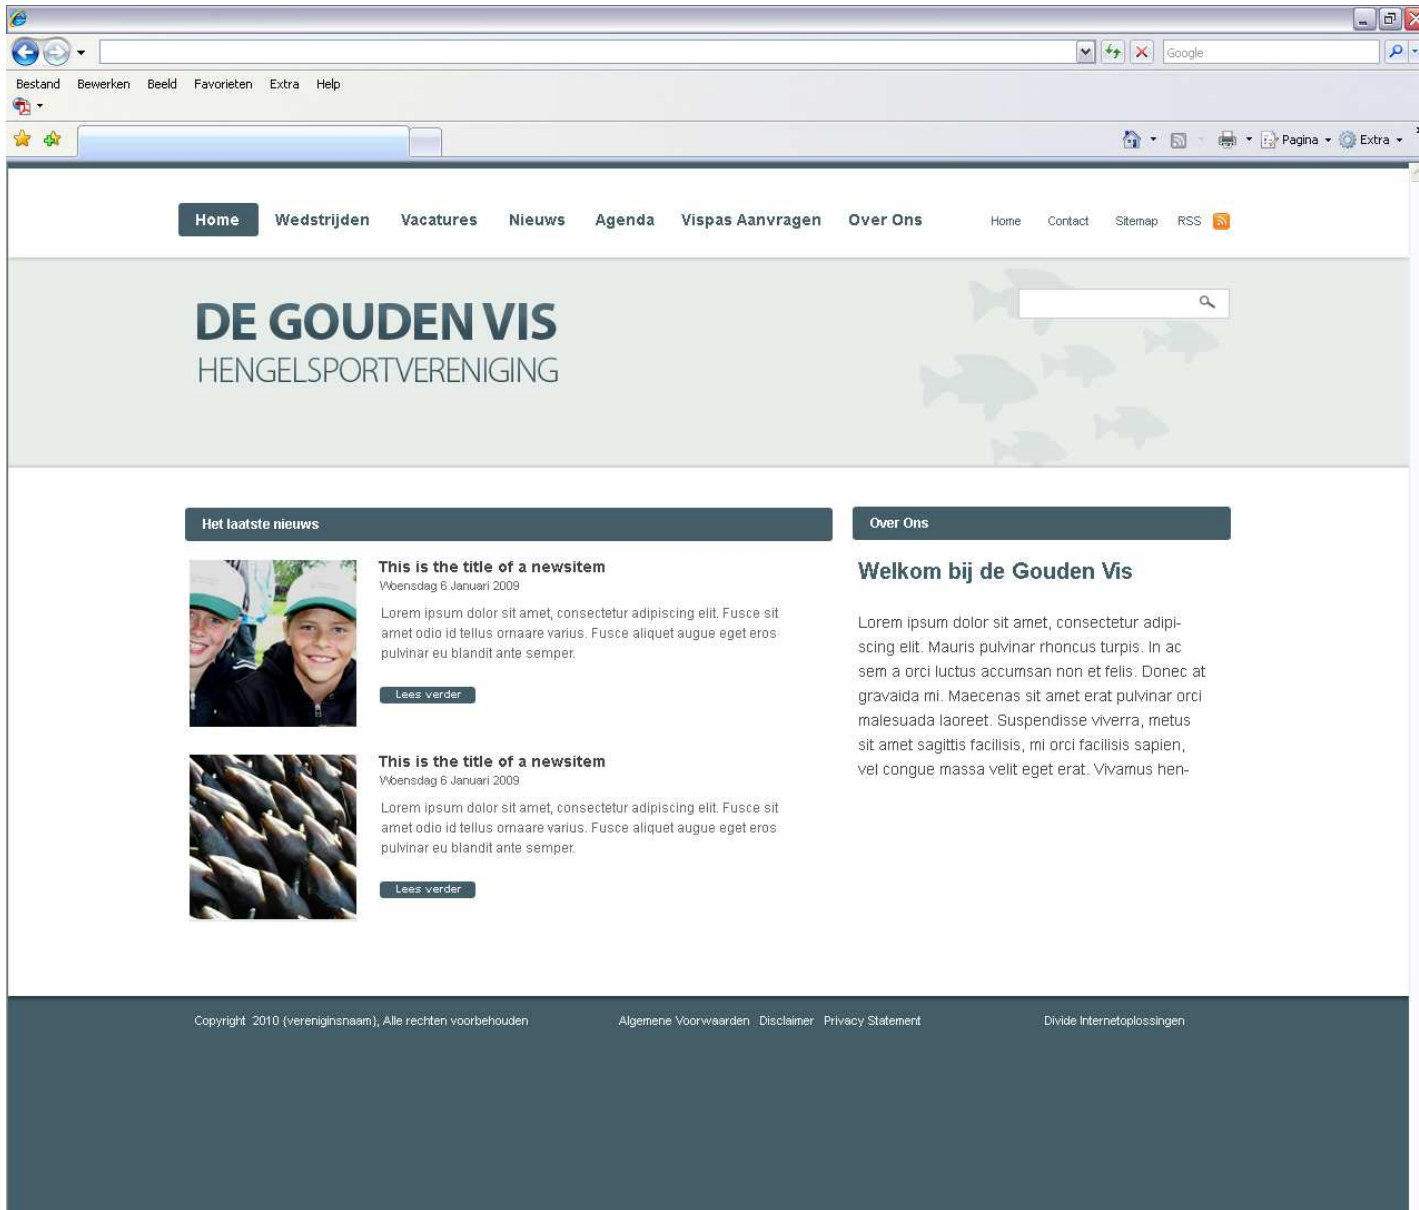 Google
Bestand Bewerken Beeld Favorieten Extra Help
Pagina Extra
Home Wedstrijden Vacatures Nieuws Agenda Vispas Aanvragen Over Ons Home Contact Sitemap RSS
DE GOUDEN VIS
HENGELSPORTVERENIGING
Het laatste nieuws
This is the title of a newsitem
Woensdag 6 Januari 2009
Lorem ipsum dolor sit amet, consectetur adipiscing elit. Fusce sit
amet odio id tellus ornaare varius. Fusce aliquet augue eget eros
pulvinar eu blandit ante semper.
Lees verder
This is the title of a newsitem
Woensdag 6 Januari 2009
Lorem ipsum dolor sit amet, consectetur adipiscing elit. Fusce sit
amet odio id tellus ornaare varius. Fusce aliquet augue eget eros
pulvinar eu blandit ante semper.
Lees verder
Over Ons
Welkom bij de Gouden Vis
Lorem ipsum dolor sit amet, consectetur adipi-
scing elit. Mauris pulvinar rhoncus turpis. In ac
sem a orci luctus accumsan non et felis. Donec at
gravaida mi. Maecenas sit amet erat pulvinar orci
malesuada laoreet. Suspendisse viverra, metus
sit amet sagittis facilisis, mi orci facilisis sapien,
vel congue massa velit eget erat. Vivamus hen-
Copyright 2010 {vereniginsnaam}, Alle rechten voorbehouden Algemene Voorwaarden Disclaimer Privacy Statement Divide Internetoplossingen